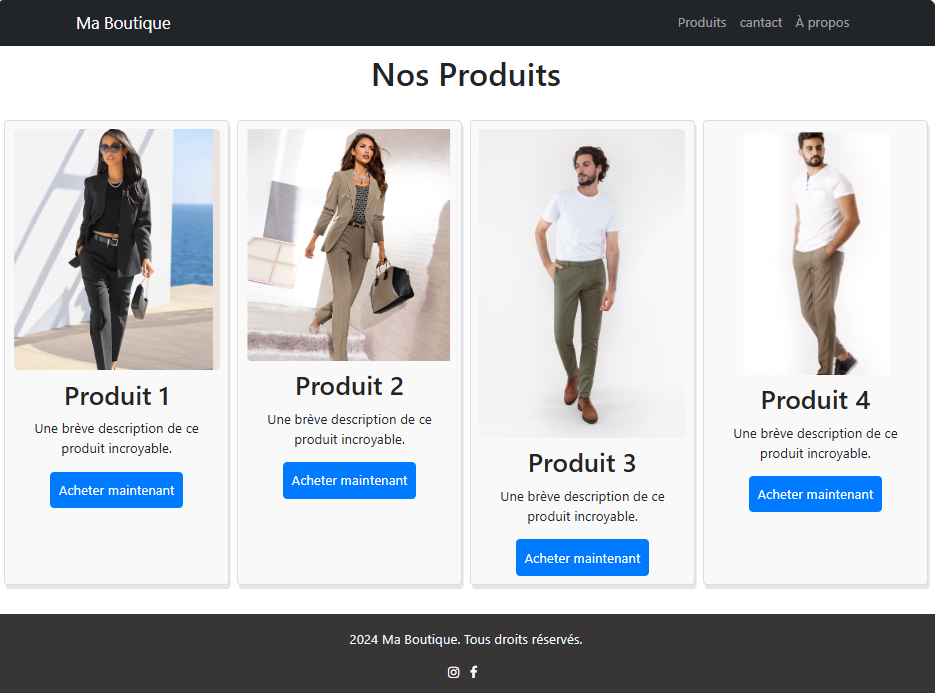 Ma Boutique
Produits cantact À propos
Nos Produits
Produit 1
Une brève description de ce
produit incroyable.
Acheter maintenant
Produit 2
Une brève description de ce
produit incroyable.
Acheter maintenant
Produit 3
Une brève description de ce
produit incroyable.
Acheter maintenant
Produit 4
Une brève description de ce
produit incroyable.
Acheter maintenant
2024 Ma Boutique. Tous droits réservés.